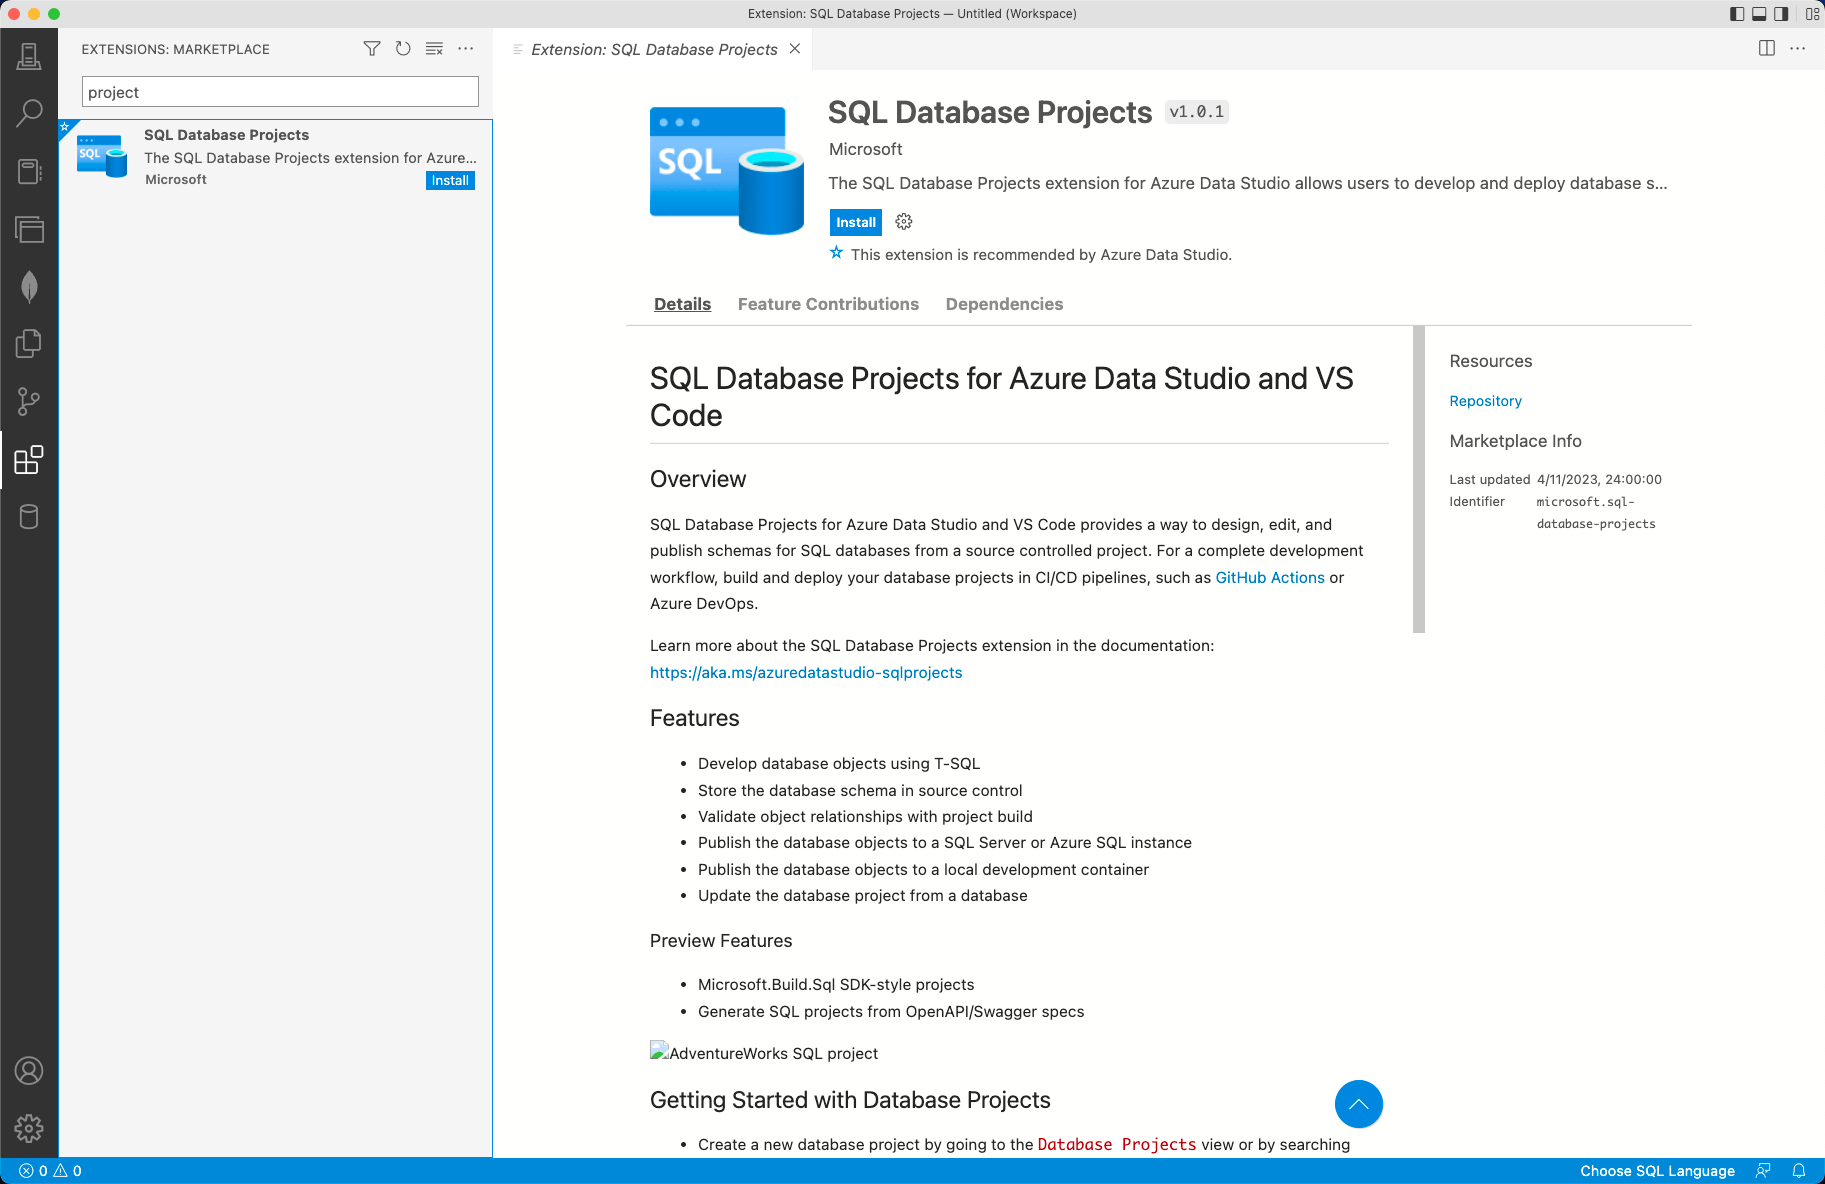 Extension: SQL Database Projects — Untitled (Workspace)
EXTENSIONS: MARKETPLACE
project
SQL Database Projects
The SQL Database Projects extension for Azure...
Microsoft
Install
SQL
Extension: SQL Database Projects
SQL
SQL Database Projects v1.0.1
Microsoft
The SQL Database Projects extension for Azure Data Studio allows users to develop and deploy database s...
Install
This extension is recommended by Azure Data Studio.
Details Feature Contributions Dependencies
SQL Database Projects for Azure Data Studio and VS
Code
Overview
SQL Database Projects for Azure Data Studio and VS Code provides a way to design, edit, and
publish schemas for SQL databases from a source controlled project. For a complete development
workflow, build and deploy your database projects in CI/CD pipelines, such as GitHub Actions or
Azure DevOps.
Learn more about the SQL Database Projects extension in the documentation:
https://aka.ms/azuredatastudio-sqlprojects
Features
• Develop database objects using T-SQL
• Store the database schema in source control
• Validate object relationships with project build
• Publish the database objects to a SQL Server or Azure SQL instance
• Publish the database objects to a local development container
• Update the database project from a database
Preview Features
• Microsoft.Build.Sql SDK-style projects
• Generate SQL projects from OpenAPI/Swagger specs
AdventureWorks SQL project
Getting Started with Database Projects
• Create a new database project by going to the Database Projects view or by searching
Resources
Repository
Marketplace Info
Last updated 4/11/2023, 24:00:00
Identifier microsoft.sql-
database-projects
0 0
Choose SQL Language